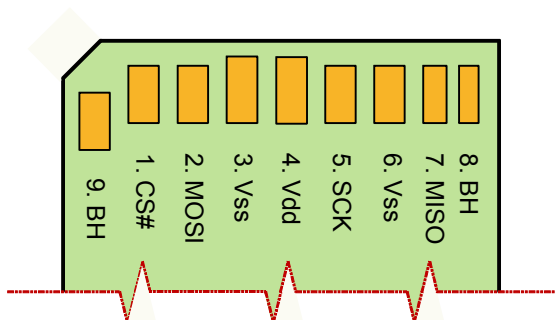 9. BH
1. CS#
2. MOSI
3. Vss
4. Vdd
5. SCK
6. Vss
7. MISO
8. BH